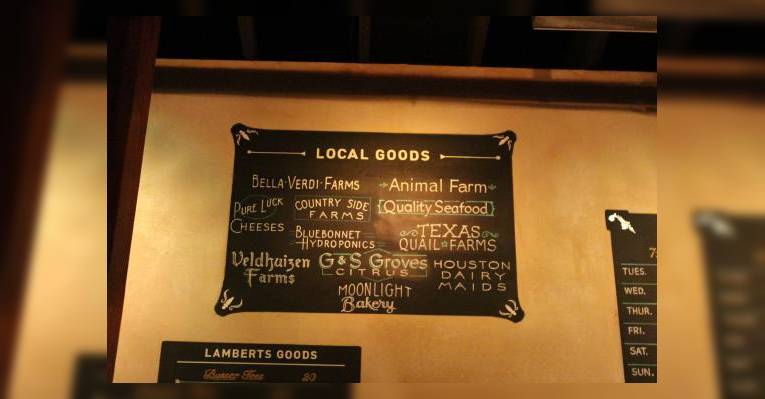 LOCAL GOODS
BELLA-VERDI-FARMS
Animal Farm
PURE LUCK
CHEESES
COUNTRY SIDE
FARMS
Quality Seafood
BLUEBONNET
HYDROPONICS
TEXAS
QUAIL FARMS
Veldhuizen
Farms
G&S Groves
CITRUS
HOUSTON
DAIRY
MAIDS
MOONLIGHT
Bakery
LAMBERTS GOODS
20
TUES.
WED.
THUR.
FRI.
SAT.
SUN.